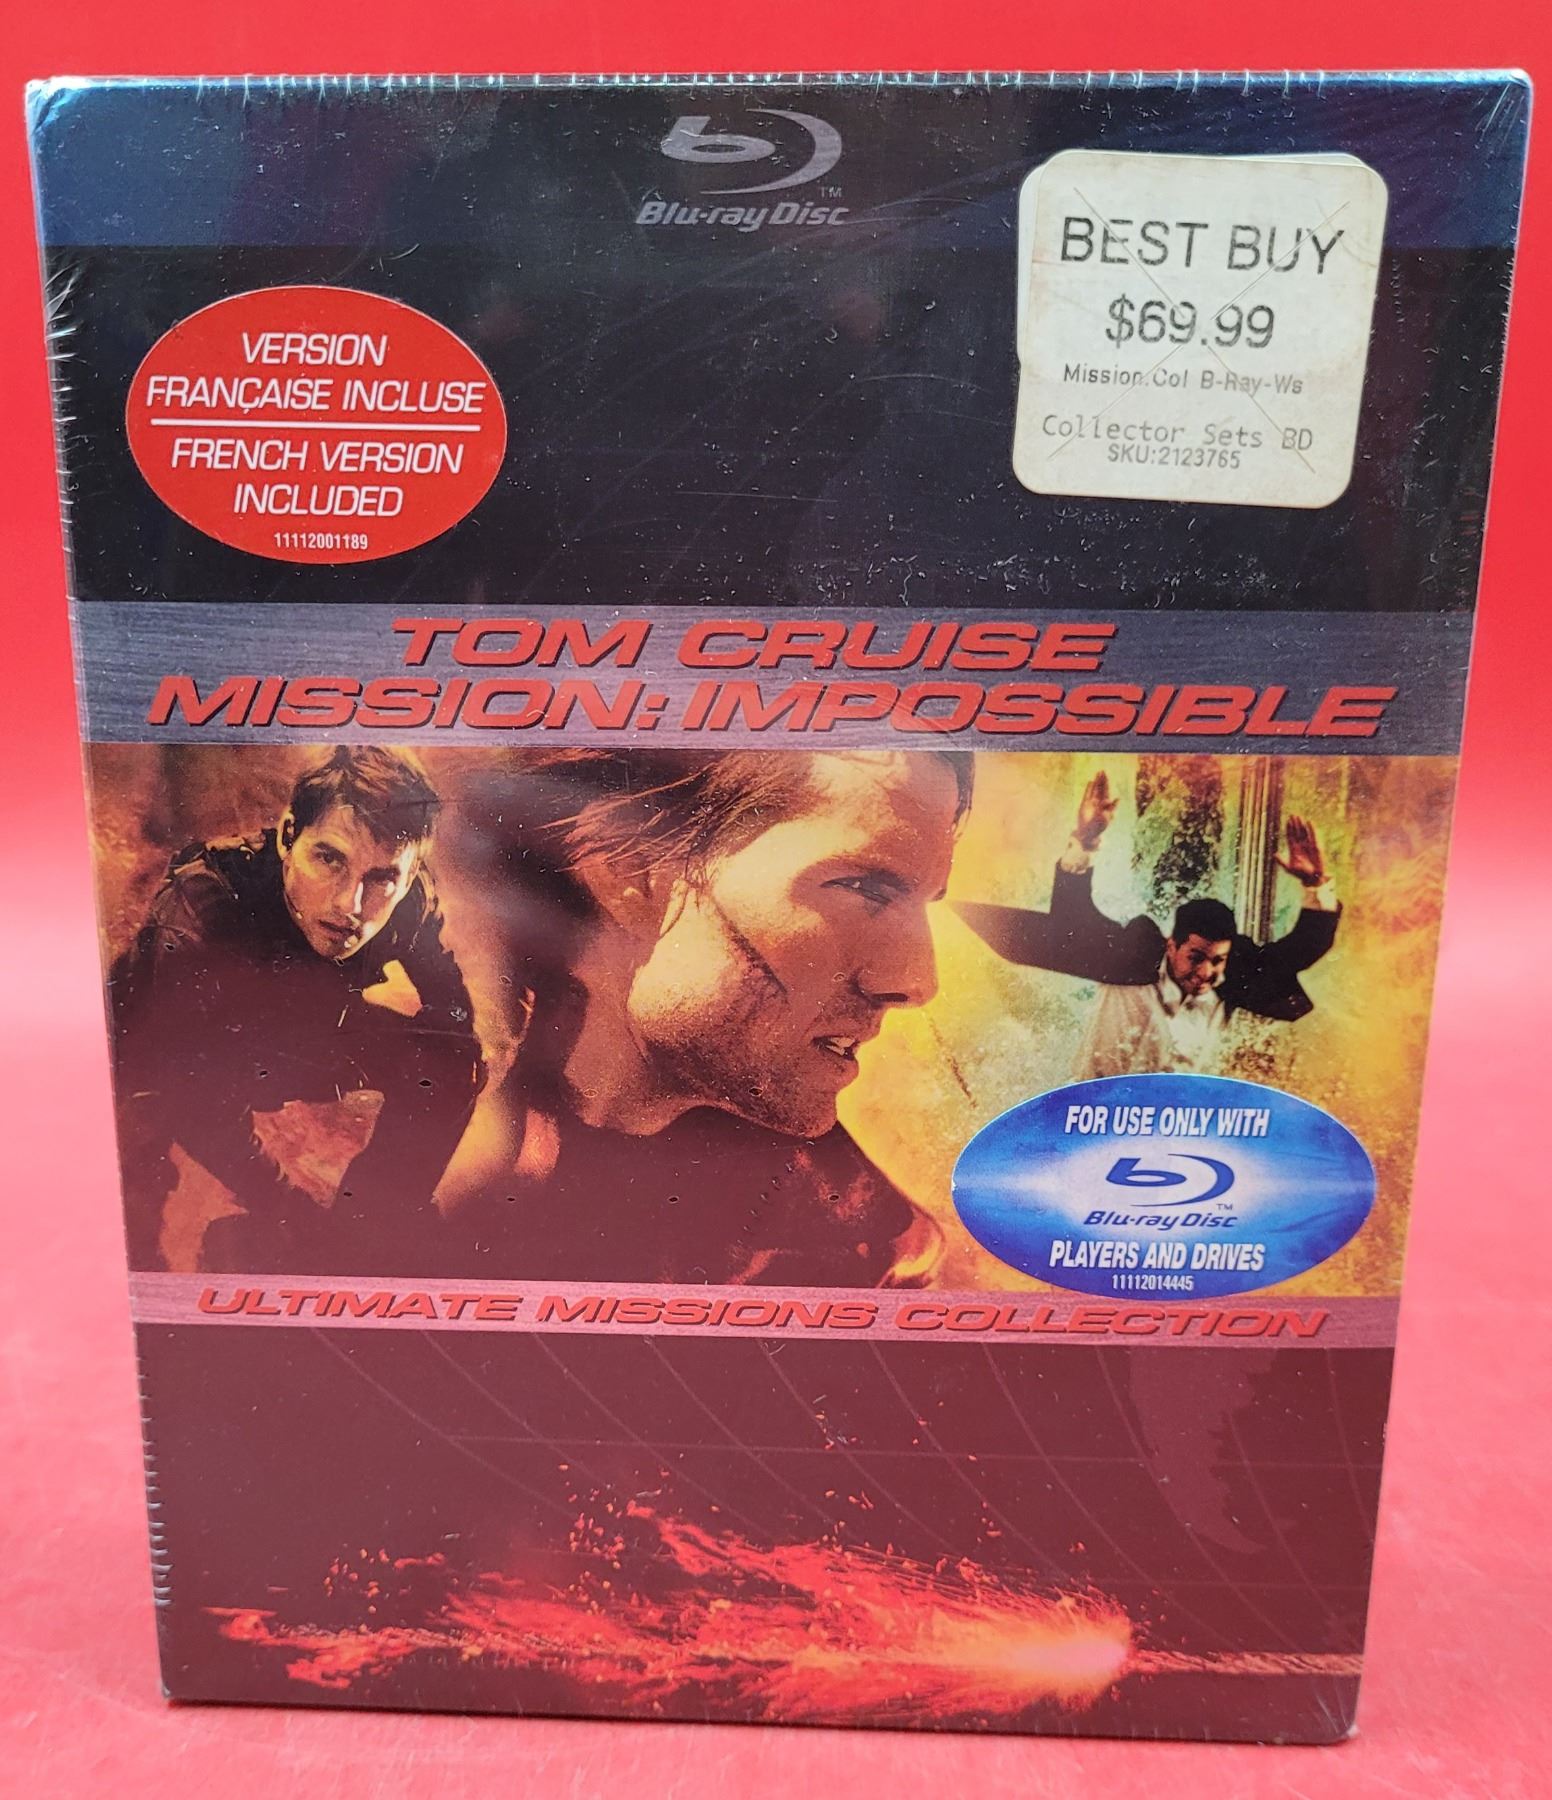 Blu-ray Disc
TM
BEST BUY
$69.99
Mission:Col B-Ray-Ws
Collector Sets BD
SKU:2123765
VERSION
FRANÇAISE INCLUSE
FRENCH VERSION
INCLUDED
11112001189
TOM CRUISE
MISSION: IMPOSSIBLE
FOR USE ONLY WITH
Blu-ray Disc
TM
PLAYERS AND DRIVES
11112014445
ULTIMATE MISSIONS COLLECTION